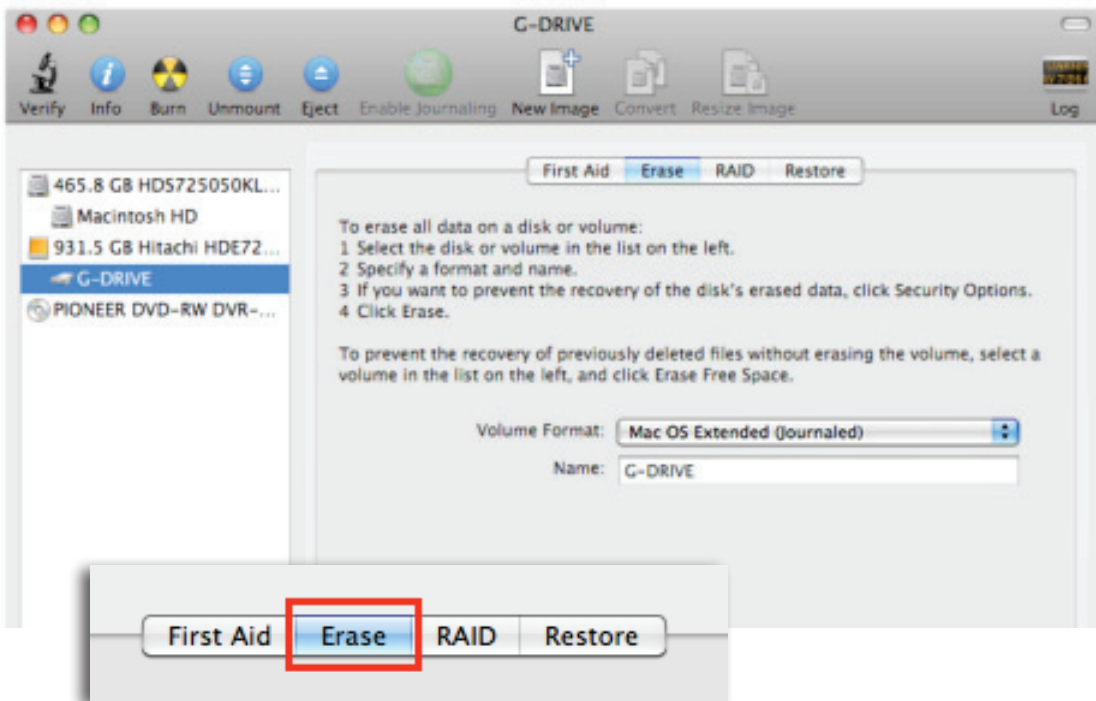 G-DRIVE
Verify Info Burn Unmount Eject Enable Journaling New Image Convert Resize Image Log
465.8 GB HDS725050KL...
Macintosh HD
931.5 GB Hitachi HDE72...
G-DRIVE
PIONEER DVD-RW DVR-...
First Aid Erase RAID Restore
To erase all data on a disk or volume:
1 Select the disk or volume in the list on the left.
2 Specify a format and name.
3 If you want to prevent the recovery of the disk's erased data, click Security Options.
4 Click Erase.
To prevent the recovery of previously deleted files without erasing the volume, select a
volume in the list on the left, and click Erase Free Space.
Volume Format: Mac OS Extended (Journaled)
Name: G-DRIVE
First Aid Erase RAID Restore